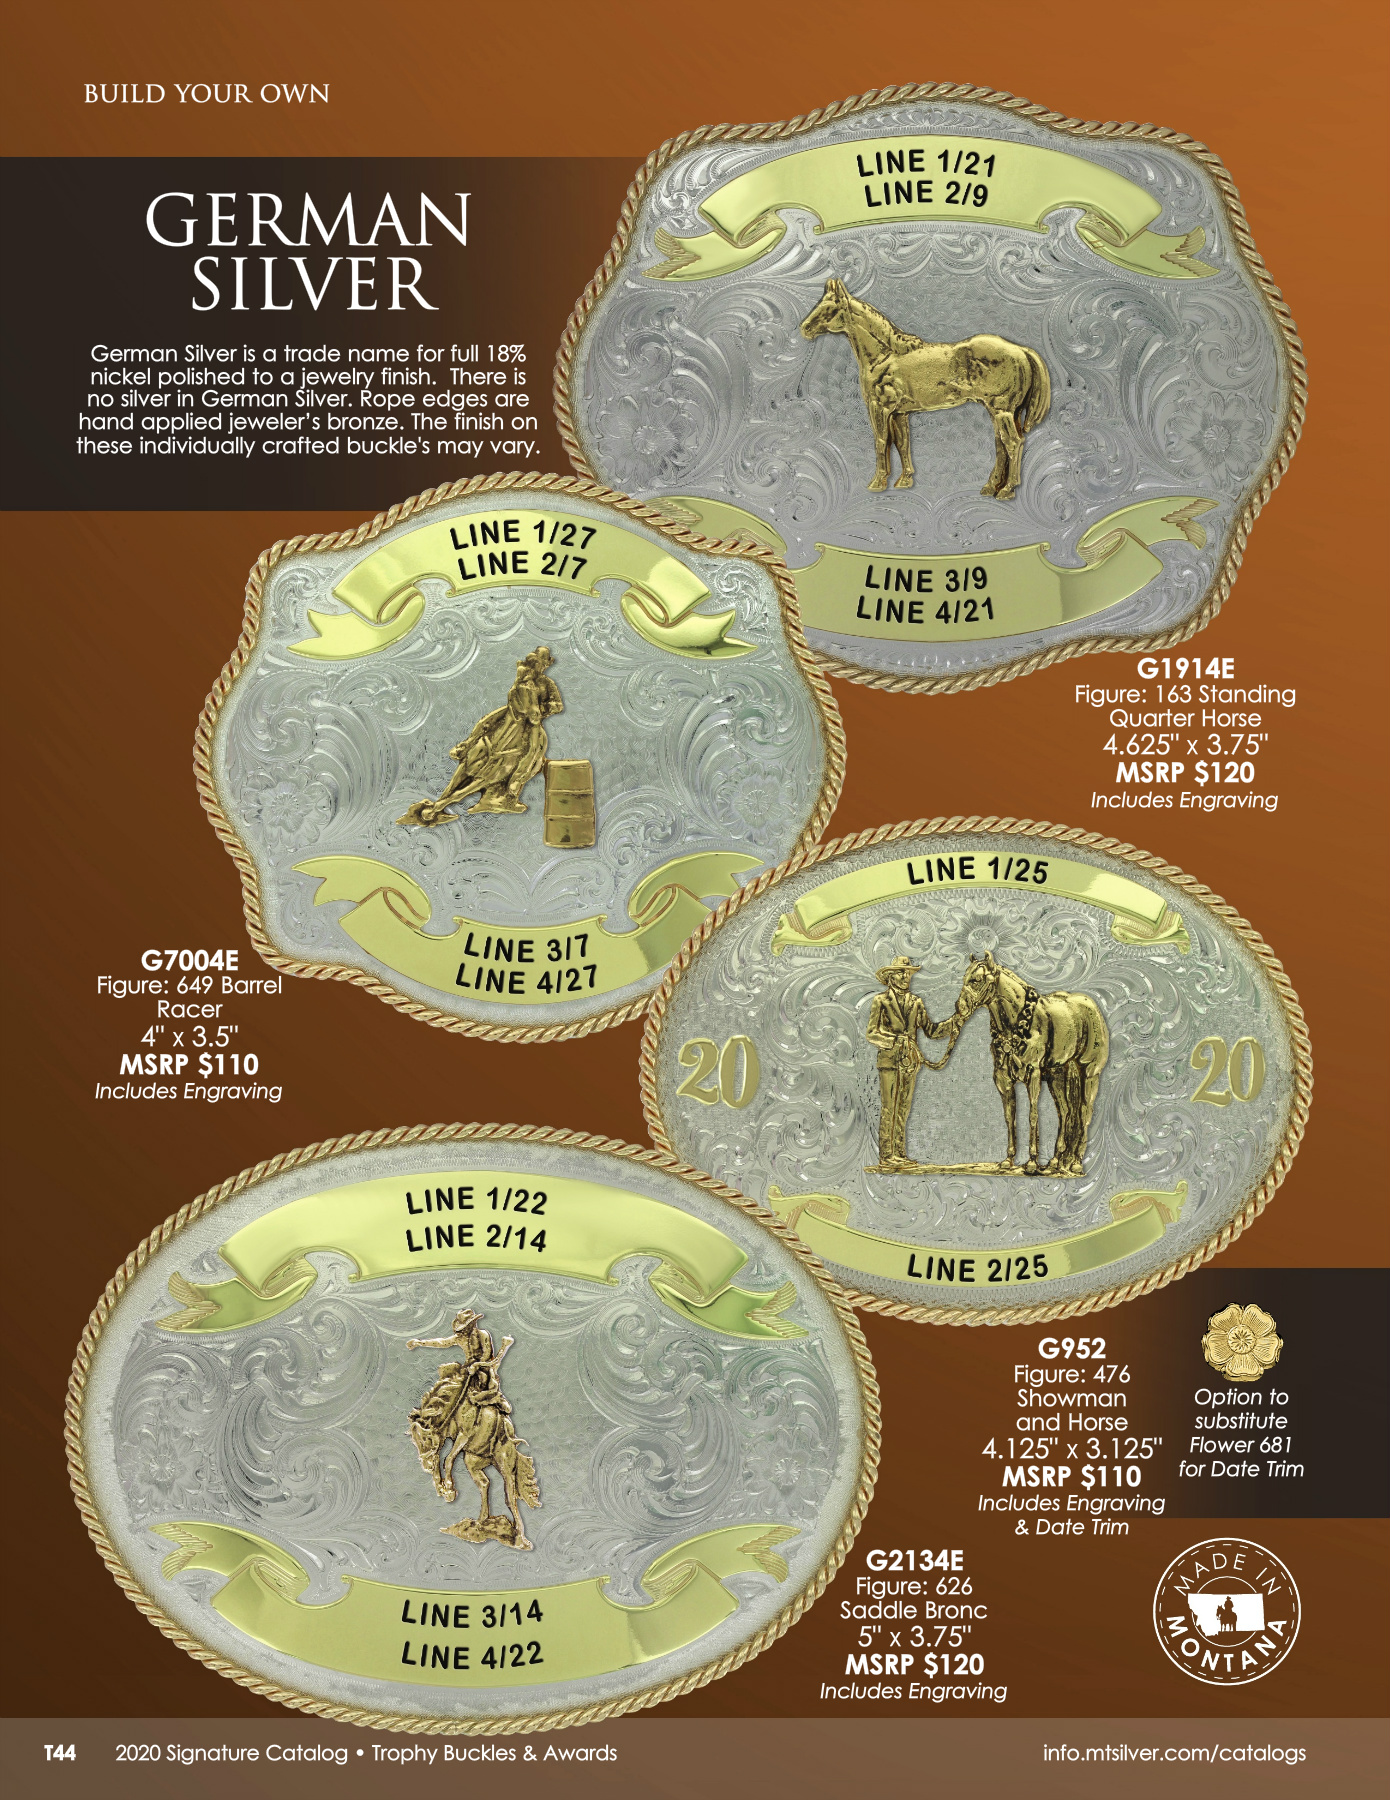 BUILD YOUR OWN
GERMAN
SILVER
German Silver is a trade name for full 18%
nickel polished to a jewelry finish.  There is
no silver in German Silver. Rope edges are
hand applied jeweler’s bronze. The finish on
these individually crafted buckle's may vary.
LINE 1/21
LINE 2/9
LINE 3/9
LINE 4/21
G1914E
Figure: 163 Standing
Quarter Horse
4.625" x 3.75"
MSRP $120
Includes Engraving
LINE 1/27
LINE 2/7
LINE 3/7
LINE 4/27
G7004E
Figure: 649 Barrel
Racer
4" x 3.5"
MSRP $110
Includes Engraving
LINE 1/25
20
20
LINE 2/25
G952
Figure: 476
Showman
and Horse
4.125" x 3.125"
MSRP $110
Includes Engraving
& Date Trim
Option to
substitute
Flower 681
for Date Trim
LINE 1/22
LINE 2/14
LINE 3/14
LINE 4/22
G2134E
Figure: 626
Saddle Bronc
5" x 3.75"
MSRP $120
Includes Engraving
MADE IN
MONTANA
T44 2020 Signature Catalog • Trophy Buckles & Awards
info.mtsilver.com/catalogs